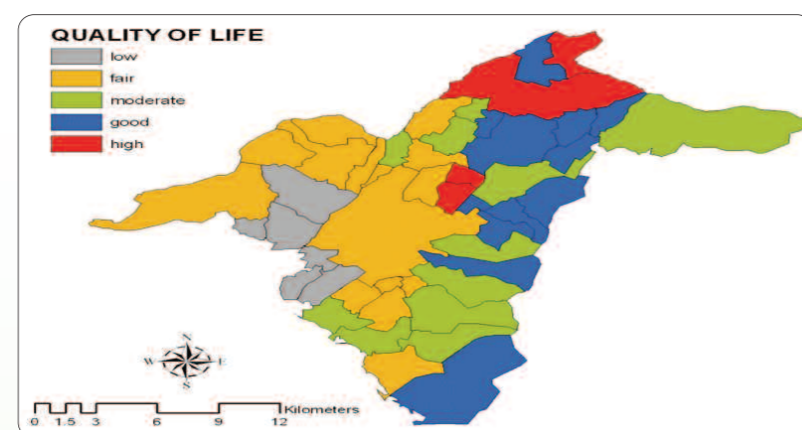 QUALITY OF LIFE
low
fair
moderate
good
high
N
W E
S
Kilometers
0 1.5 3 6 9 12